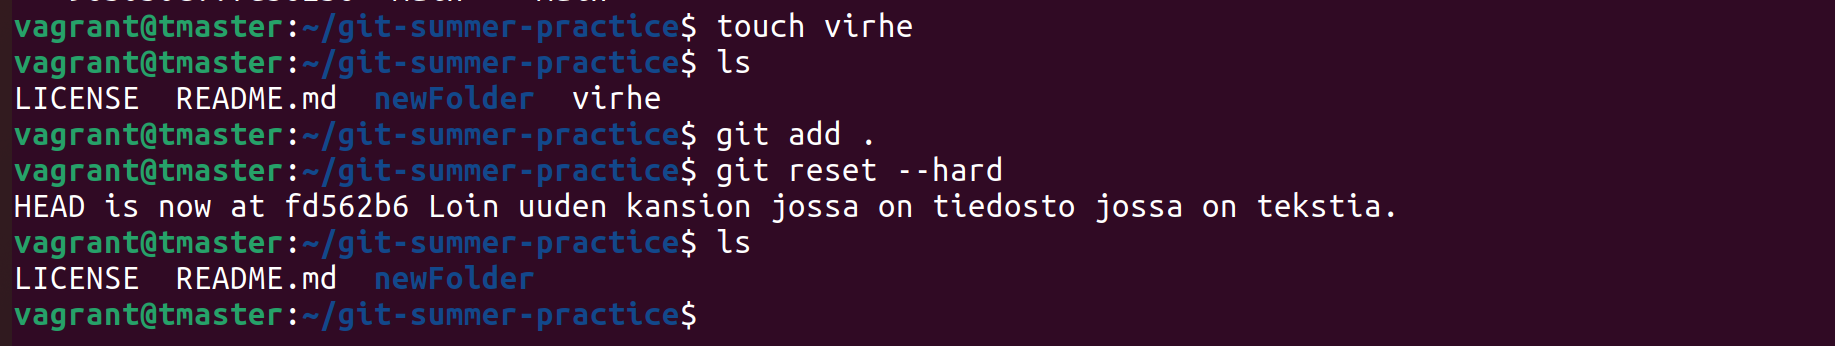 vagrant@tmaster:~/git-summer-practice$ touch virhe
vagrant@tmaster:~/git-summer-practice$ ls
LICENSE  README.md  newFolder  virhe
vagrant@tmaster:~/git-summer-practice$ git add .
vagrant@tmaster:~/git-summer-practice$ git reset --hard
HEAD is now at fd562b6 Loin uuden kansion jossa on tiedosto jossa on tekstia.
vagrant@tmaster:~/git-summer-practice$ ls
LICENSE  README.md  newFolder
vagrant@tmaster:~/git-summer-practice$